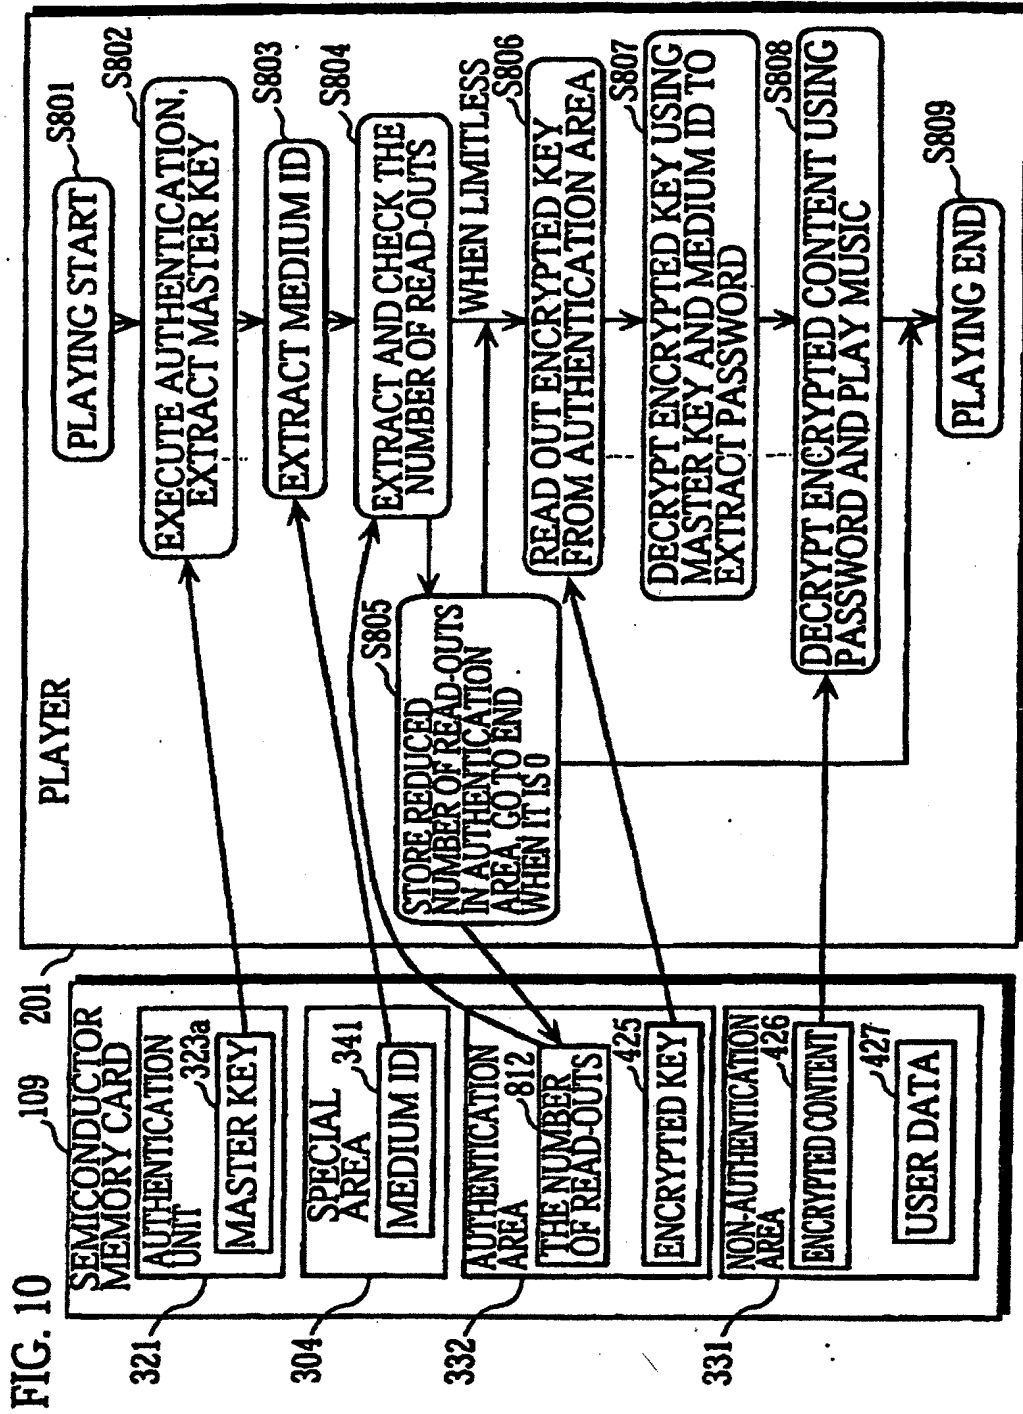 FIG. 10
109
SEMICONDUCTOR
MEMORY CARD
321
AUTHENTICATION
UNIT
323a
MASTER KEY
304
SPECIAL
AREA
341
MEDIUM ID
332
AUTHENTICATION
AREA
812
THE NUMBER
OF READ-OUTS
425
ENCRYPTED KEY
331
NON-AUTHENTICATION
AREA
426
ENCRYPTED CONTENT
427
USER DATA
201
PLAYER
PLAYING START
S801
EXECUTE AUTHENTICATION,
EXTRACT MASTER KEY
S802
EXTRACT MEDIUM ID
S803
EXTRACT AND CHECK THE
NUMBER OF READ-OUTS
S804
WHEN LIMITLESS
S805
STORE REDUCED
NUMBER OF READ-OUTS
IN AUTHENTICATION
AREA, GO TO END
WHEN IT IS 0
READ OUT ENCRYPTED KEY
FROM AUTHENTICATION AREA
S806
DECRYPT ENCRYPTED KEY USING
MASTER KEY AND MEDIUM ID TO
EXTRACT PASSWORD
S807
DECRYPT ENCRYPTED CONTENT USING
PASSWORD AND PLAY MUSIC
S808
PLAYING END
S809